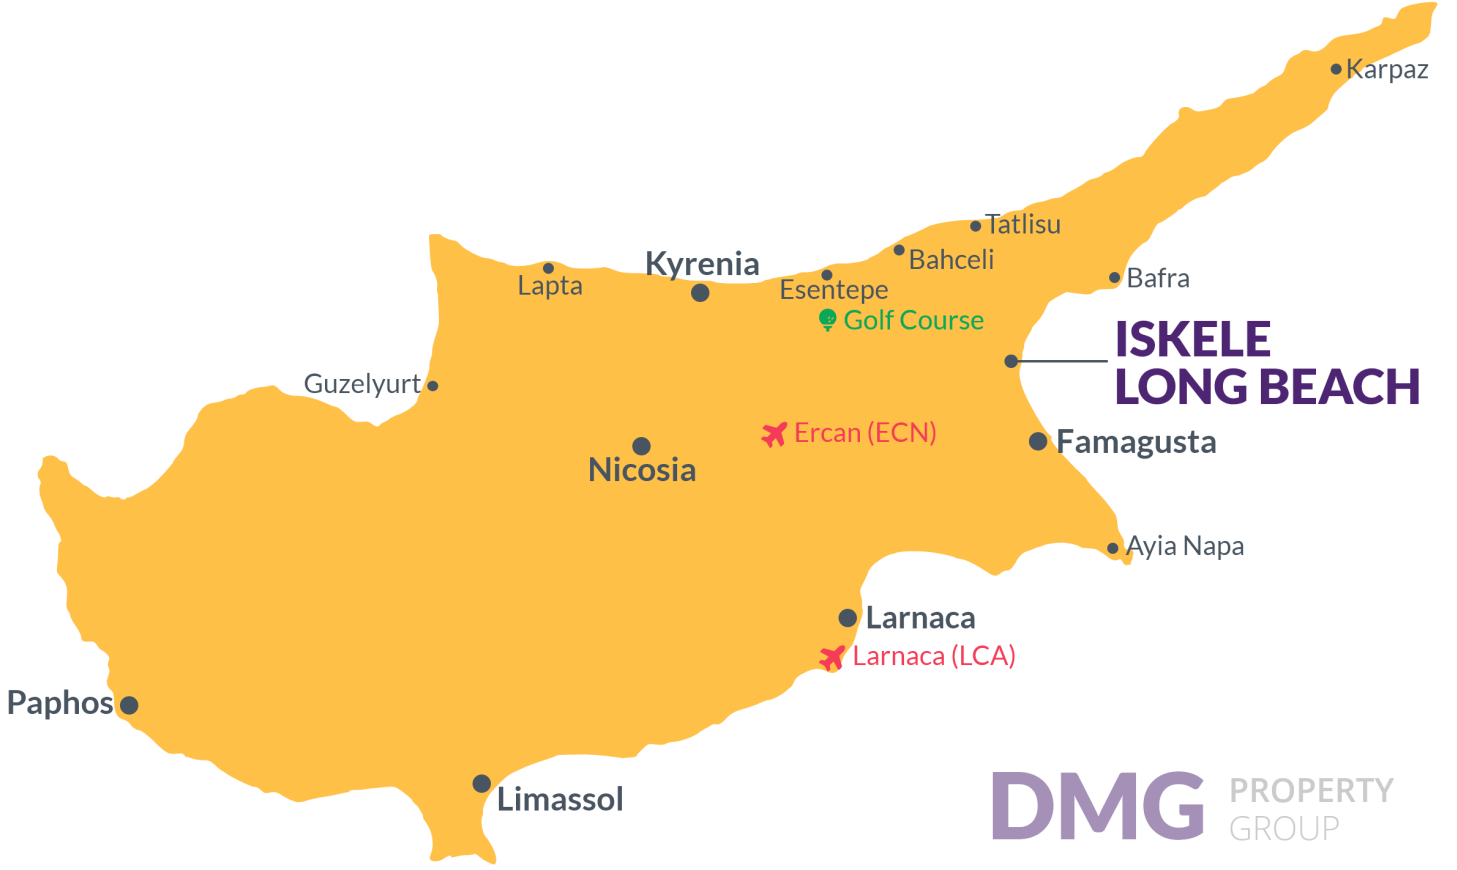 Karpaz
Tatlisu
Bahceli
Kyrenia
Lapta
Esentepe
Bafra
Golf Course
ISKELE
LONG BEACH
Guzelyurt
Ercan (ECN)
Famagusta
Nicosia
Ayia Napa
Larnaca
Larnaca (LCA)
Paphos
Limassol
DMG PROPERTY
GROUP